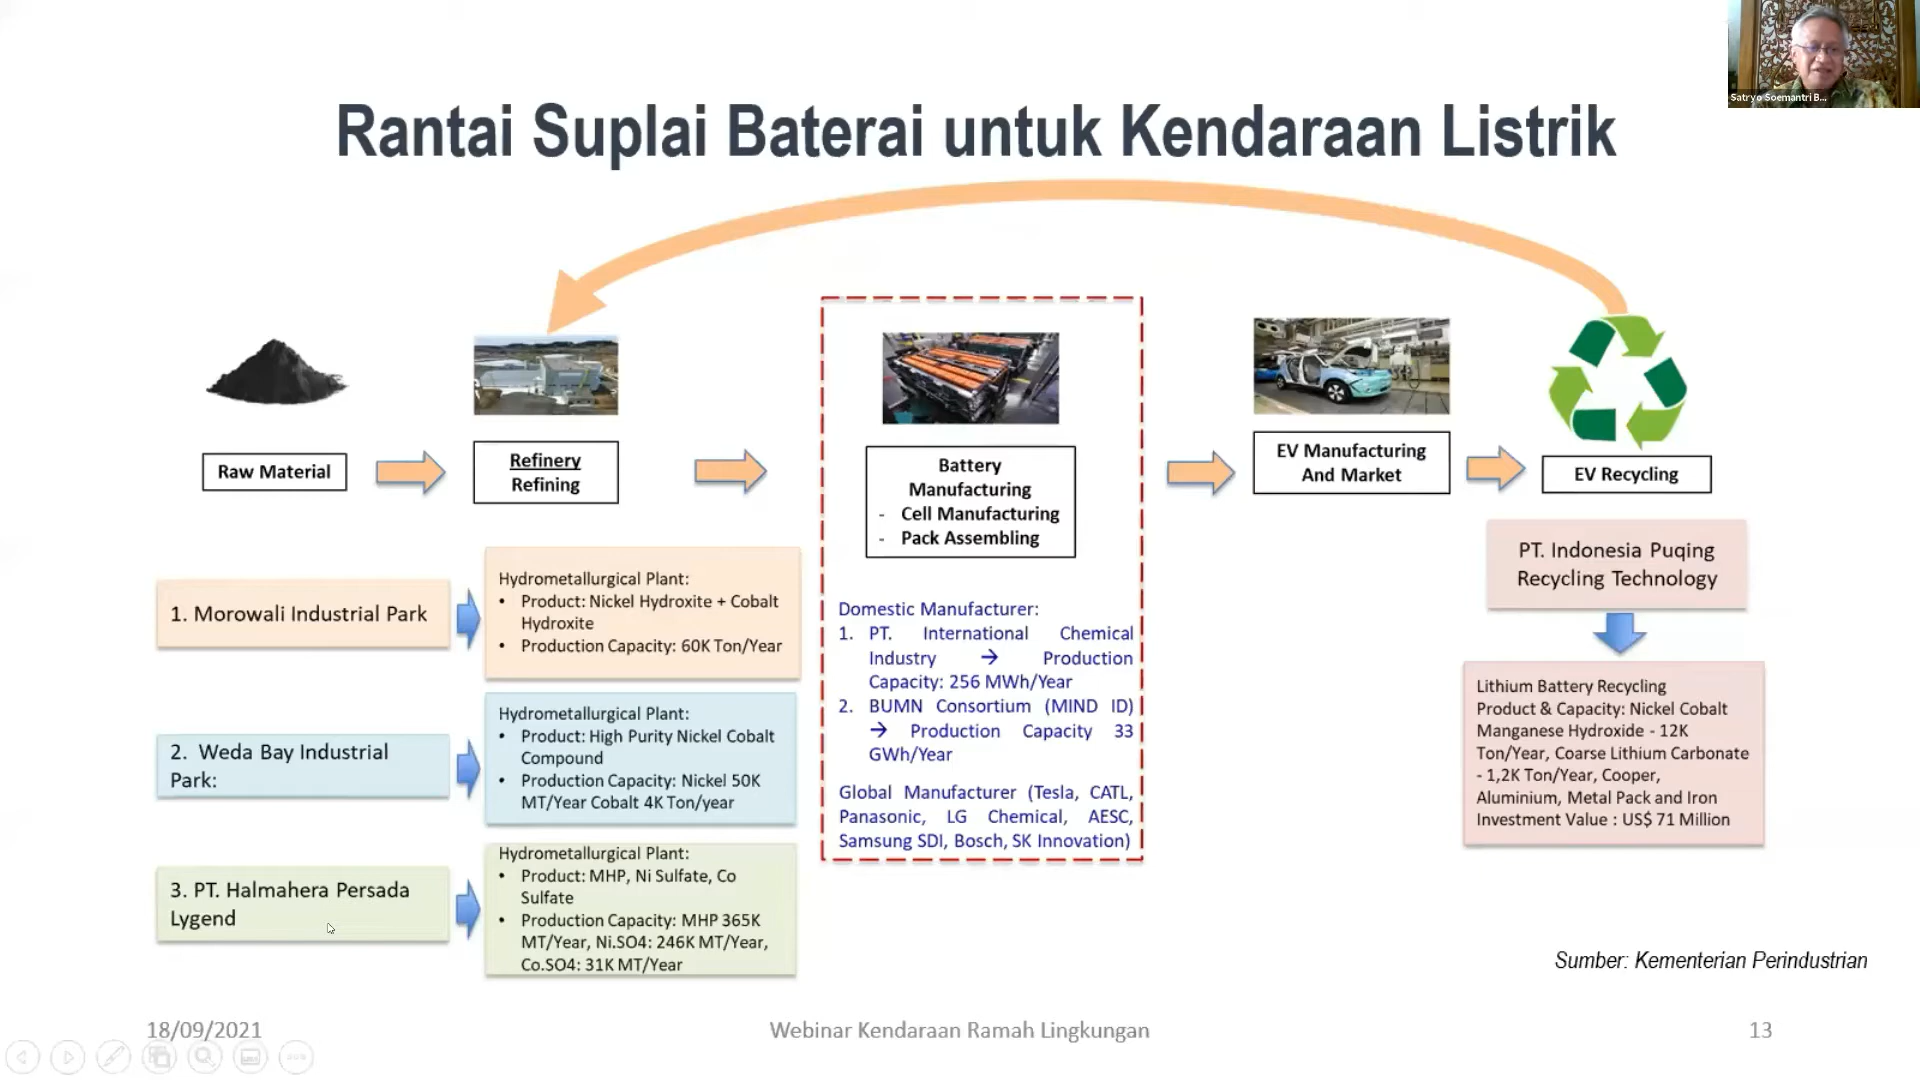 Satryo Soemantri B...
Rantai Suplai Baterai untuk Kendaraan Listrik
Raw Material
Refinery
Refining
Battery
Manufacturing
- Cell Manufacturing
- Pack Assembling
EV Manufacturing
And Market
EV Recycling
1. Morowali Industrial Park
Hydrometallurgical Plant:
• Product: Nickel Hydroxite + Cobalt
Hydroxite
• Production Capacity: 60K Ton/Year
2. Weda Bay Industrial
Park:
Hydrometallurgical Plant:
• Product: High Purity Nickel Cobalt
Compound
• Production Capacity: Nickel 50K
MT/Year Cobalt 4K Ton/year
3. PT. Halmahera Persada
Lygend
Hydrometallurgical Plant:
• Product: MHP, Ni Sulfate, Co
Sulfate
• Production Capacity: MHP 365K
MT/Year, Ni.SO4: 246K MT/Year,
Co.SO4: 31K MT/Year
Domestic Manufacturer:
1. PT. International Chemical
Industry → Production
Capacity: 256 MWh/Year
2. BUMN Consortium (MIND ID)
→ Production Capacity 33
GWh/Year
Global Manufacturer (Tesla, CATL,
Panasonic, LG Chemical, AESC,
Samsung SDI, Bosch, SK Innovation)
PT. Indonesia Puqing
Recycling Technology
Lithium Battery Recycling
Product & Capacity: Nickel Cobalt
Manganese Hydroxide - 12K
Ton/Year, Coarse Lithium Carbonate
- 1,2K Ton/Year, Cooper,
Aluminium, Metal Pack and Iron
Investment Value : US$ 71 Million
Sumber: Kementerian Perindustrian
18/09/2021
Webinar Kendaraan Ramah Lingkungan
13